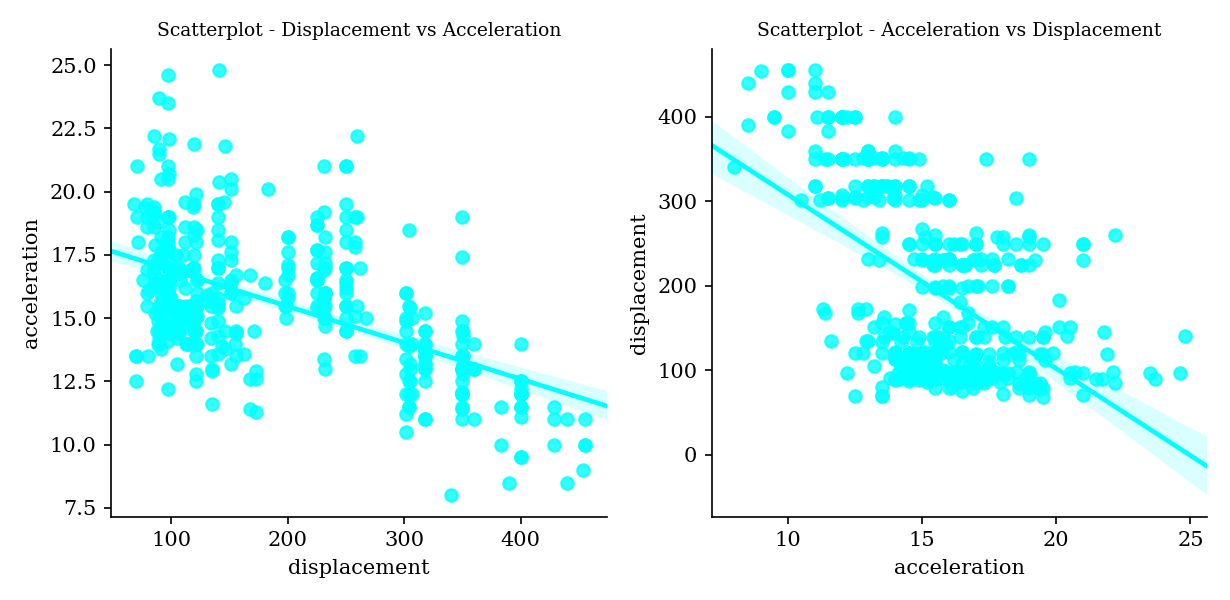 Scatterplot - Displacement vs Acceleration
25.0
22.5
20.0
17.5
15.0
12.5
10.0
7.5
acceleration
100 200 300 400
displacement
Scatterplot - Acceleration vs Displacement
400
300
200
100
0
displacement
10 15 20 25
acceleration